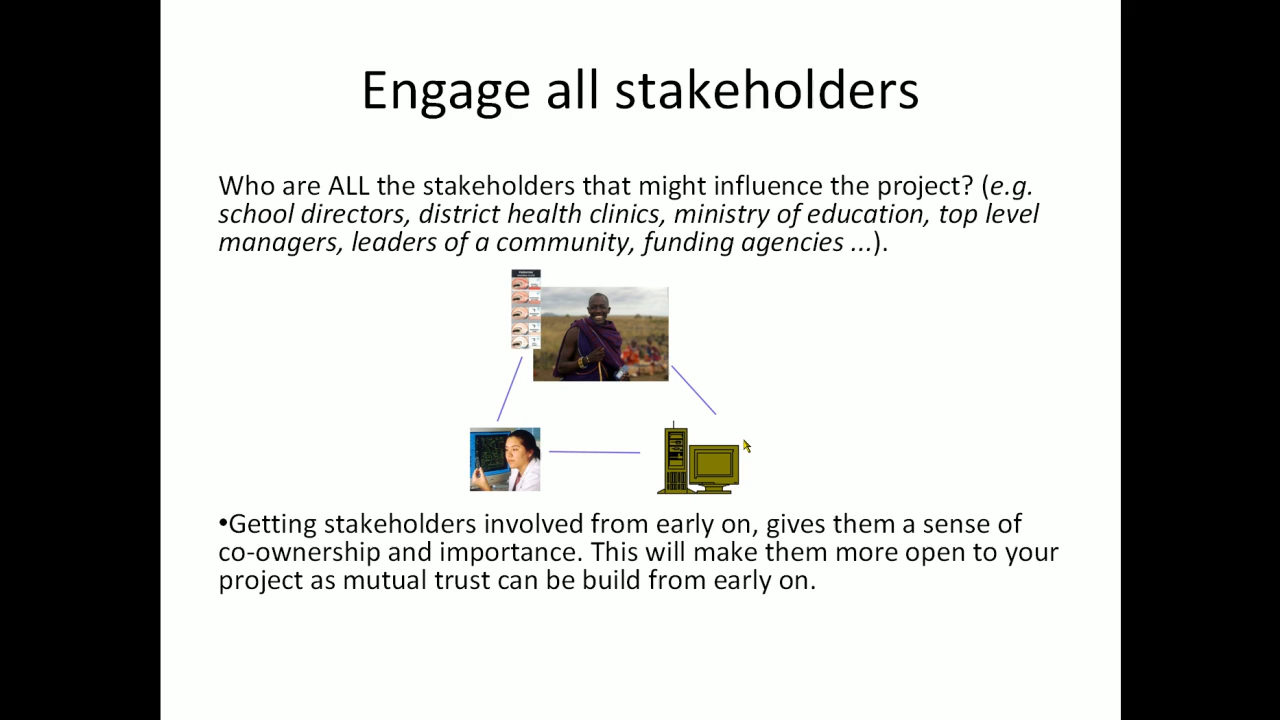 Engage all stakeholders
Who are ALL the stakeholders that might influence the project? (e.g.
school directors, district health clinics, ministry of education, top level
managers, leaders of a community, funding agencies ...).
•Getting stakeholders involved from early on, gives them a sense of
co-ownership and importance. This will make them more open to your
project as mutual trust can be build from early on.